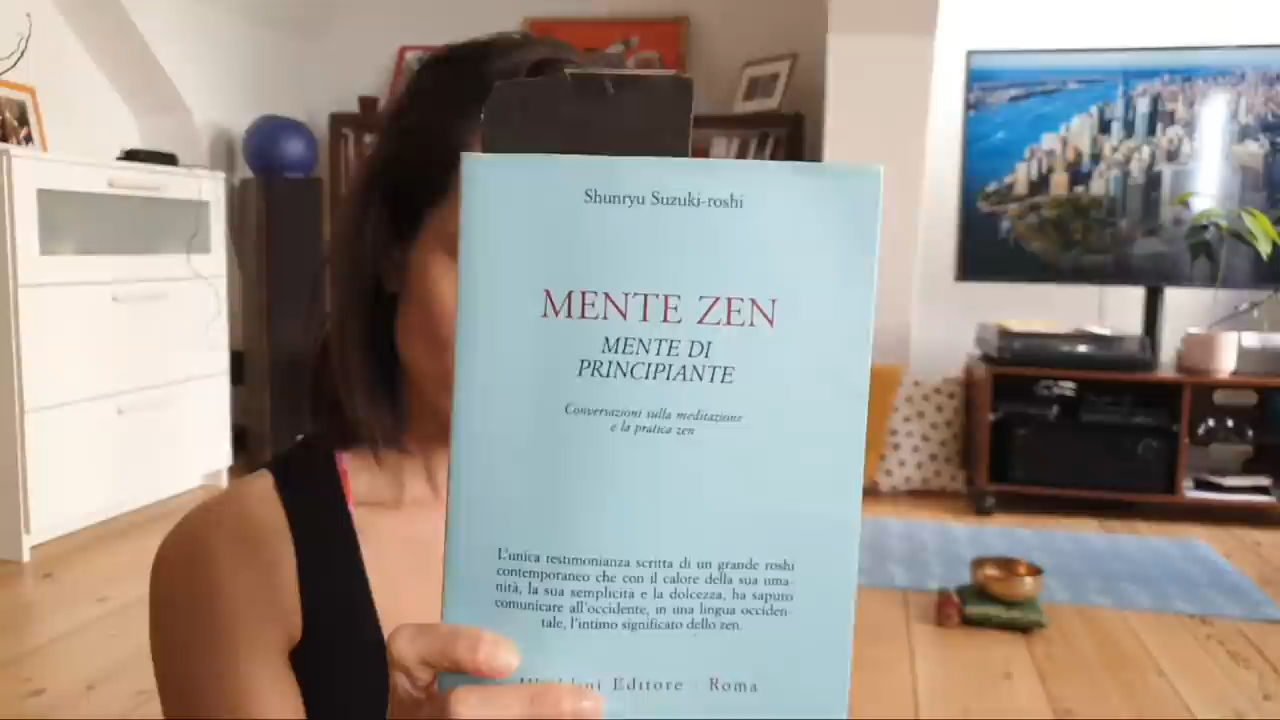 Shunryu Suzuki-roshi
MENTE ZEN
MENTE DI
PRINCIPIANTE
Conversazioni sulla meditazione
e la pratica zen
L'unica testimonianza scritta di un grande roshi
contemporaneo che con il calore della sua uma-
nità, la sua semplicità e la dolcezza, ha saputo
comunicare all'occidente, in una lingua occiden-
tale, l'intimo significato dello zen.
Editore - Roma